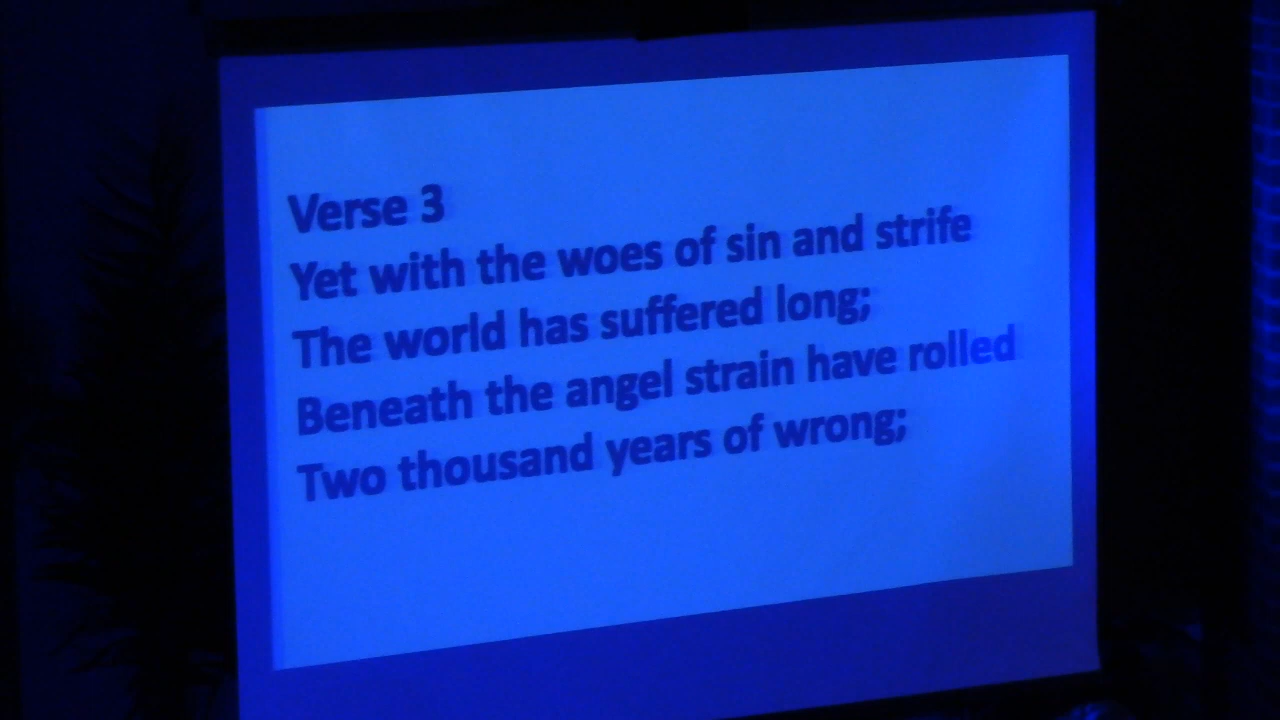 Verse 3
Yet with the woes of sin and strife
The world has suffered long;
Beneath the angel strain have rolled
Two thousand years of wrong;